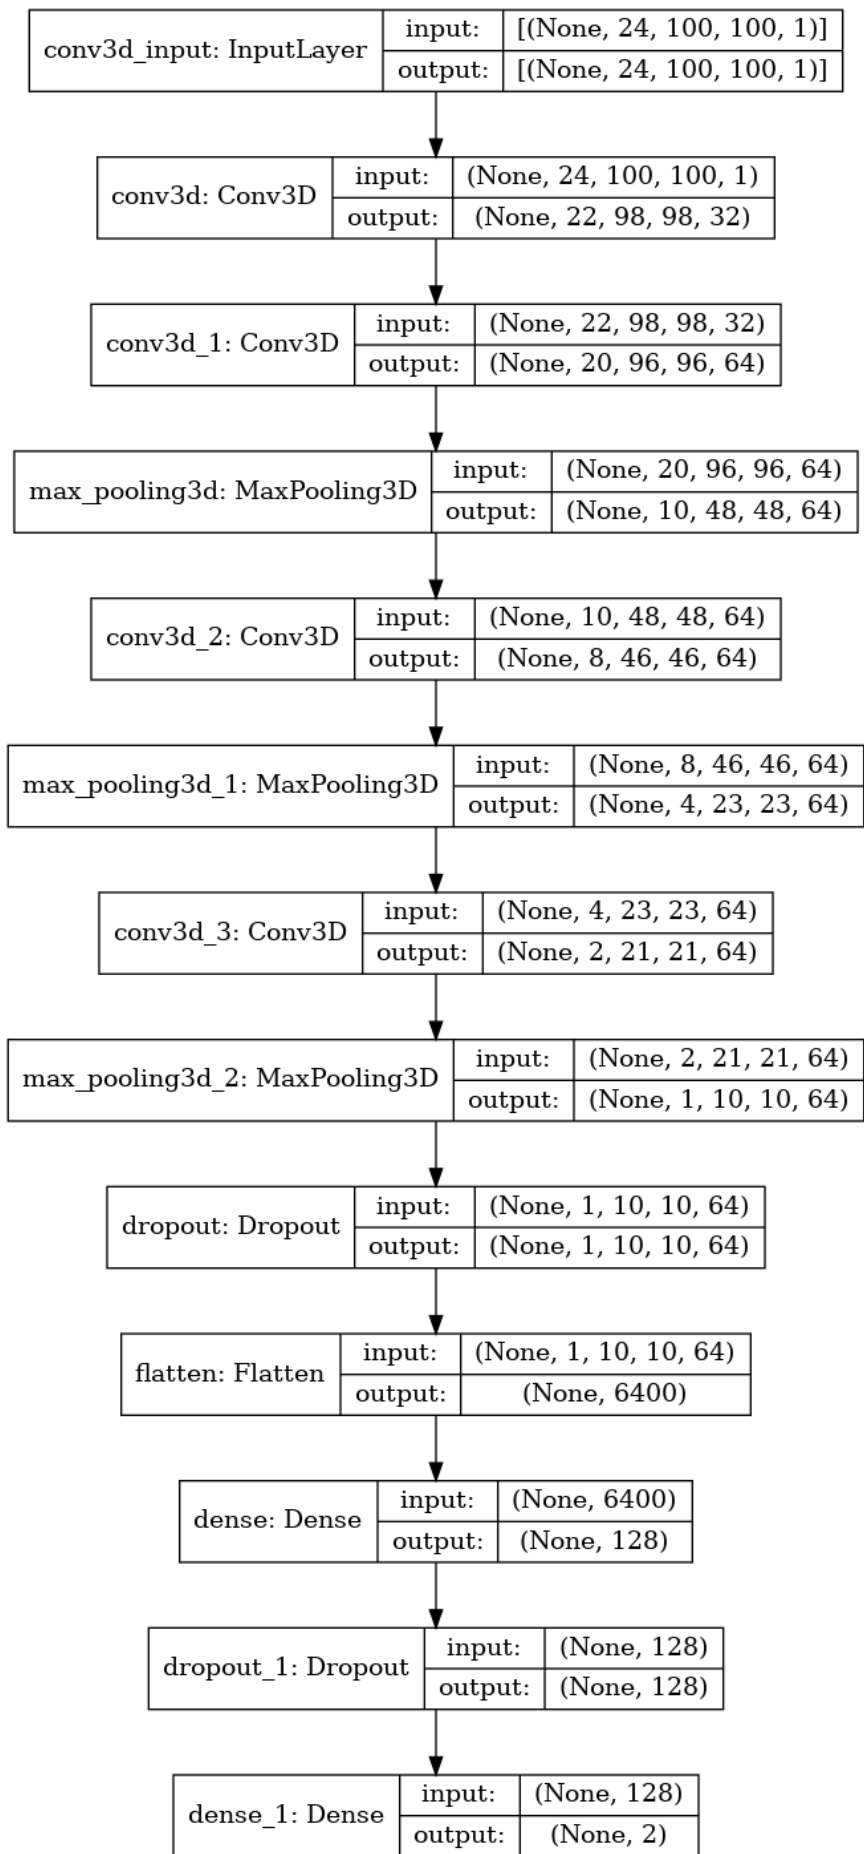 conv3d_input: InputLayer
input: [(None, 24, 100, 100, 1)]
output: [(None, 24, 100, 100, 1)]
conv3d: Conv3D
input: (None, 24, 100, 100, 1)
output: (None, 22, 98, 98, 32)
conv3d_1: Conv3D
input: (None, 22, 98, 98, 32)
output: (None, 20, 96, 96, 64)
max_pooling3d: MaxPooling3D
input: (None, 20, 96, 96, 64)
output: (None, 10, 48, 48, 64)
conv3d_2: Conv3D
input: (None, 10, 48, 48, 64)
output: (None, 8, 46, 46, 64)
max_pooling3d_1: MaxPooling3D
input: (None, 8, 46, 46, 64)
output: (None, 4, 23, 23, 64)
conv3d_3: Conv3D
input: (None, 4, 23, 23, 64)
output: (None, 2, 21, 21, 64)
max_pooling3d_2: MaxPooling3D
input: (None, 2, 21, 21, 64)
output: (None, 1, 10, 10, 64)
dropout: Dropout
input: (None, 1, 10, 10, 64)
output: (None, 1, 10, 10, 64)
flatten: Flatten
input: (None, 1, 10, 10, 64)
output: (None, 6400)
dense: Dense
input: (None, 6400)
output: (None, 128)
dropout_1: Dropout
input: (None, 128)
output: (None, 128)
dense_1: Dense
input: (None, 128)
output: (None, 2)